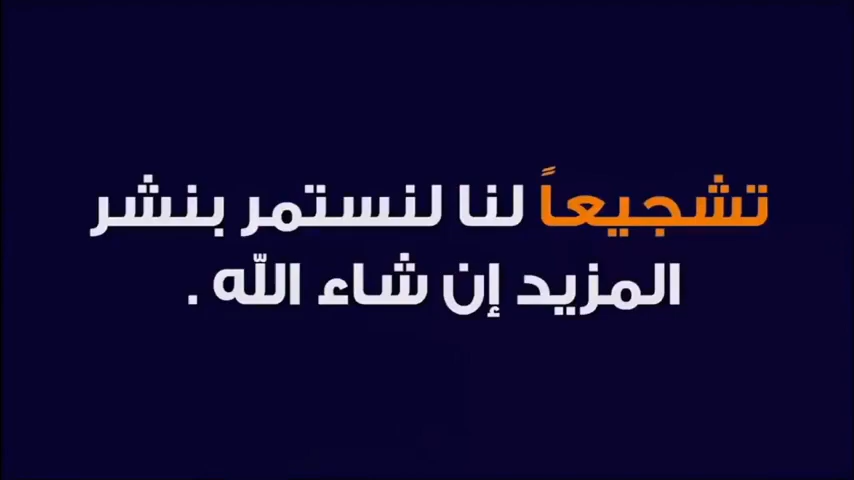 تشجيعاً لنا لنستمر بنشر
المزيد إن شاء الله .